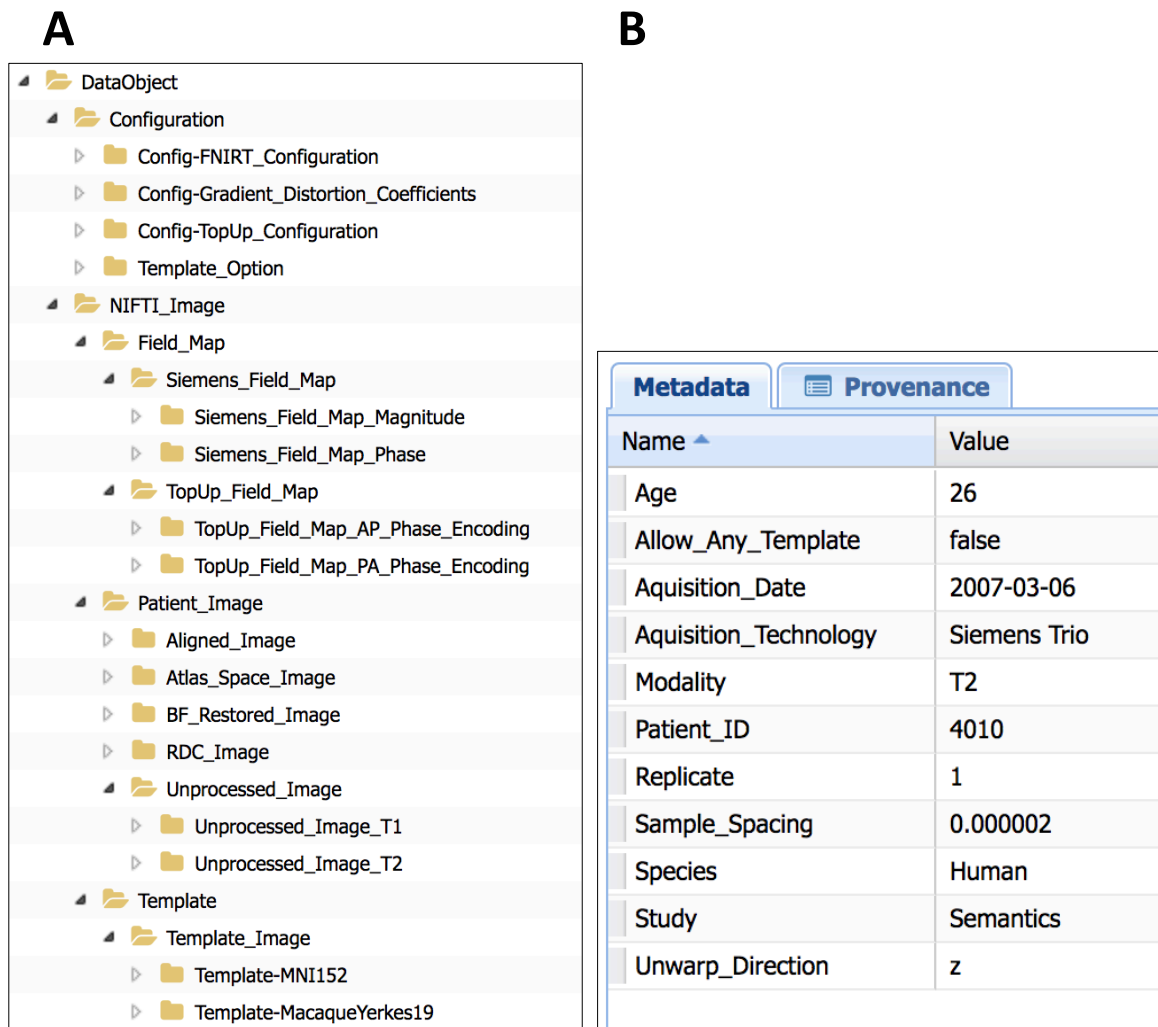 A
DataObject
Configuration
Config-FNIRT_Configuration
Config-Gradient_Distortion_Coefficients
Config-TopUp_Configuration
Template_Option
NIFTI_Image
Field_Map
Siemens_Field_Map
Siemens_Field_Map_Magnitude
Siemens_Field_Map_Phase
TopUp_Field_Map
TopUp_Field_Map_AP_Phase_Encoding
TopUp_Field_Map_PA_Phase_Encoding
Patient_Image
Aligned_Image
Atlas_Space_Image
BF_Restored_Image
RDC_Image
Unprocessed_Image
Unprocessed_Image_T1
Unprocessed_Image_T2
Template
Template_Image
Template-MNI152
Template-MacaqueYerkes19
B
Metadata Provenance
Name Value
Age 26
Allow_Any_Template false
Aquisition_Date 2007-03-06
Aquisition_Technology Siemens Trio
Modality T2
Patient_ID 4010
Replicate 1
Sample_Spacing 0.000002
Species Human
Study Semantics
Unwarp_Direction z